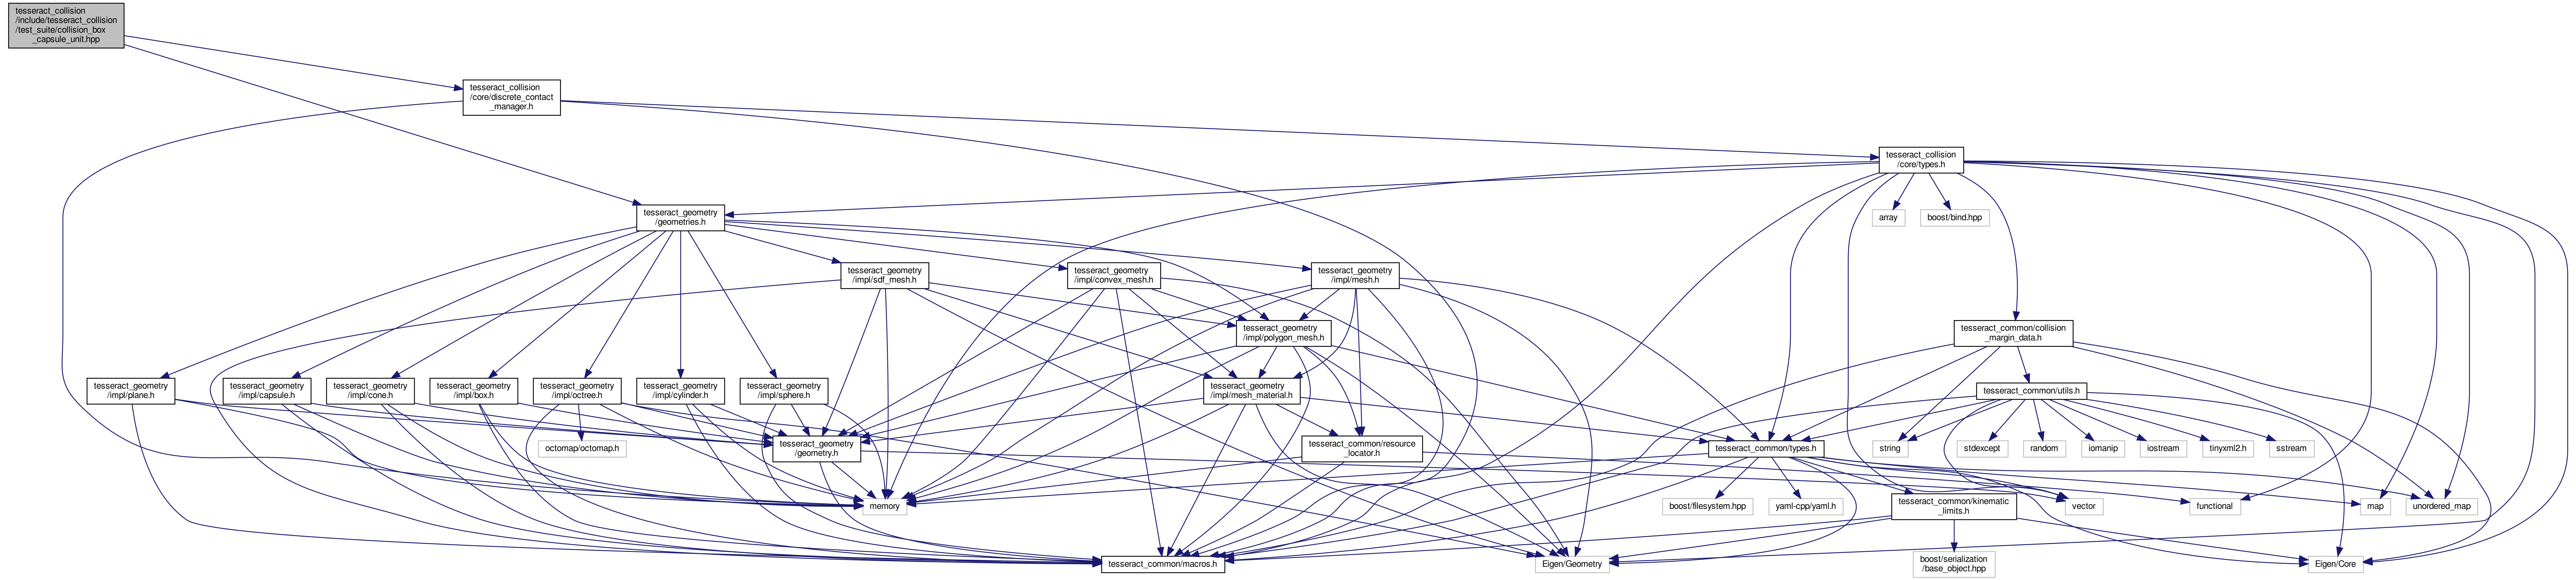 tesseract_collision
/include/tesseract_collision
/test_suite/collision_box
_capsule_unit.hpp
tesseract_collision
/core/discrete_contact
_manager.h
tesseract_collision
/core/types.h
tesseract_geometry
/geometries.h
array
boost/bind.hpp
tesseract_geometry
/impl/sdf_mesh.h
tesseract_geometry
/impl/convex_mesh.h
tesseract_geometry
/impl/mesh.h
tesseract_geometry
/impl/polygon_mesh.h
tesseract_common/collision
_margin_data.h
tesseract_geometry
/impl/plane.h
tesseract_geometry
/impl/capsule.h
tesseract_geometry
/impl/cone.h
tesseract_geometry
/impl/box.h
tesseract_geometry
/impl/octree.h
tesseract_geometry
/impl/cylinder.h
tesseract_geometry
/impl/sphere.h
tesseract_geometry
/impl/mesh_material.h
tesseract_common/utils.h
octomap/octomap.h
tesseract_geometry
/geometry.h
tesseract_common/resource
_locator.h
tesseract_common/types.h
string
stdexcept
random
iomanip
iostream
tinyxml2.h
sstream
memory
boost/filesystem.hpp
yaml-cpp/yaml.h
tesseract_common/kinematic
_limits.h
vector
functional
map
unordered_map
tesseract_common/macros.h
Eigen/Geometry
boost/serialization
/base_object.hpp
Eigen/Core